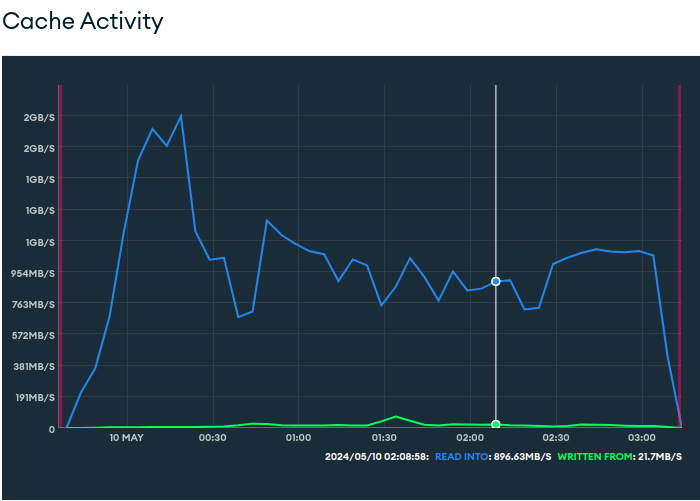 Cache Activity
2GB/S
2GB/S
1GB/S
1GB/S
1GB/S
954MB/S
763MB/S
572MB/S
381MB/S
191MB/S
0
10 MAY 00:30 01:00 01:30 02:00 02:30 03:00
2024/05/10 02:08:58: READ INTO: 896.63MB/S WRITTEN FROM: 21.7MB/S